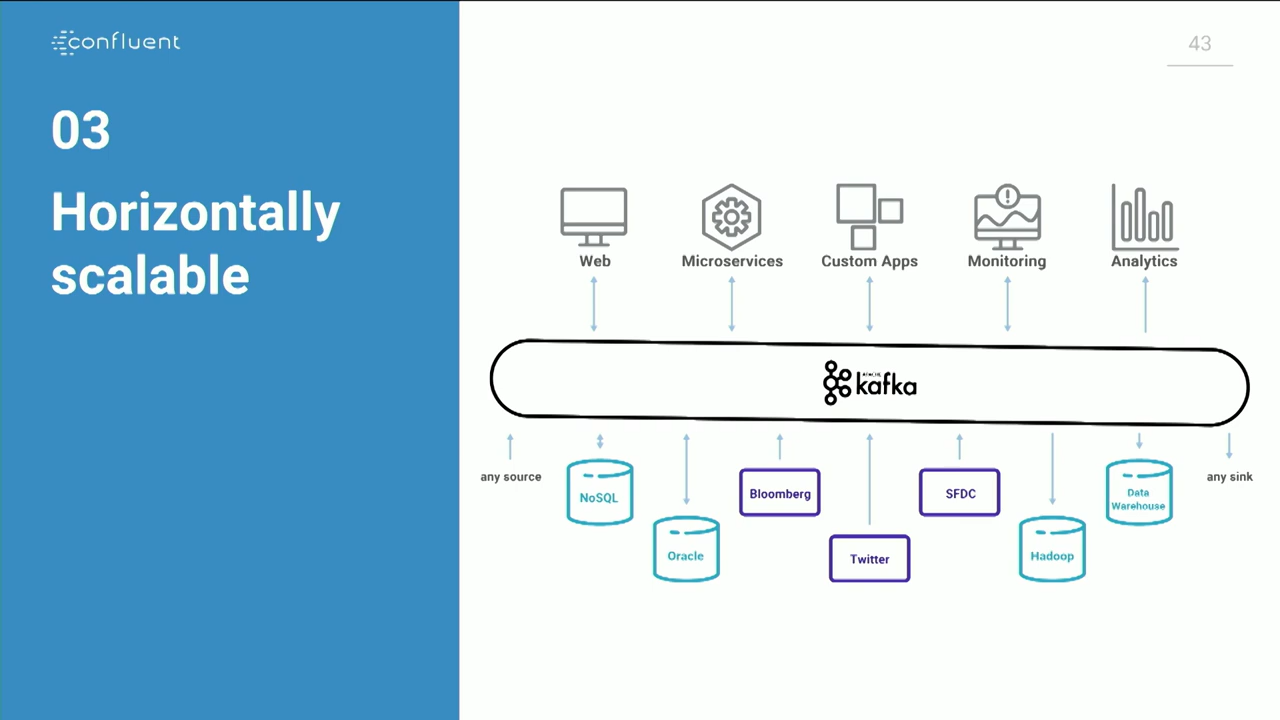 confluent
43
03
Horizontally
scalable
Web
Microservices
Custom Apps
Monitoring
Analytics
APACHE
kafka
any source
NoSQL
Oracle
Bloomberg
Twitter
SFDC
Hadoop
Data
Warehouse
any sink